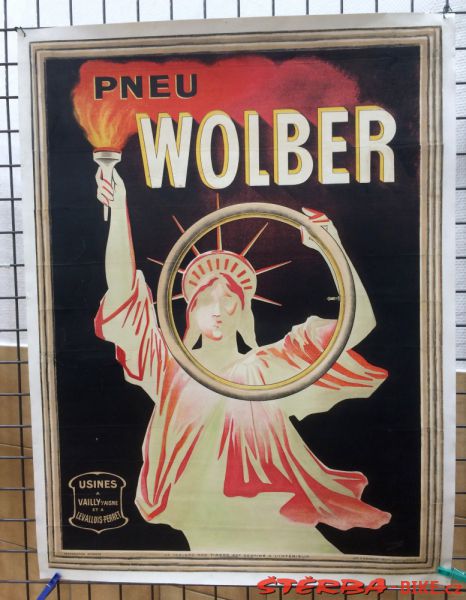 PNEU
WOLBER
USINES
A
VAILLY S/AISNE
ET A
LEVALLOIS-PERRET
ŠTĚRBA-BIKE.cz